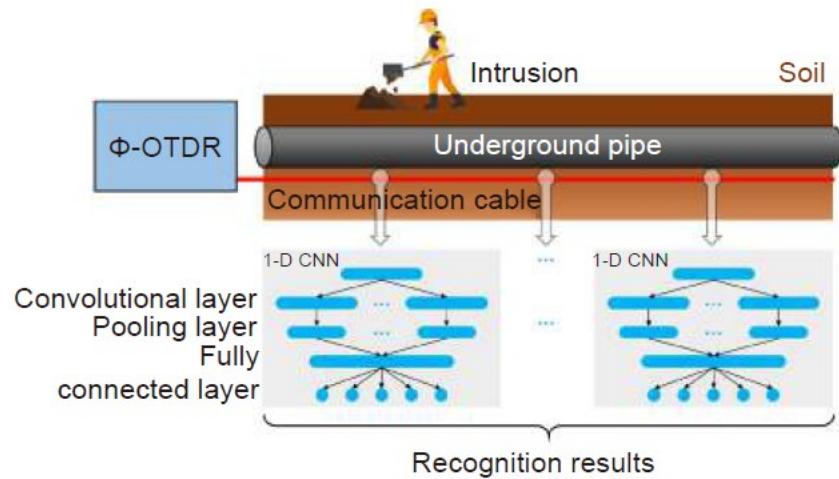 Intrusion
Soil
Φ-OTDR
Underground pipe
Communication cable
1-D CNN
...
1-D CNN
Convolutional layer
...
...
...
Pooling layer
...
...
Fully
connected layer
Recognition results